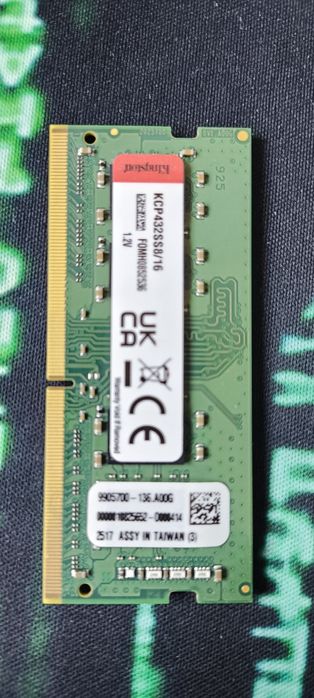 Kingston
KCP432SS8/16
1.2V
UK
CA
CE
Warranty Void If Removed
9905700-136.A00G
2517 ASSY IN TAIWAN (3)
925